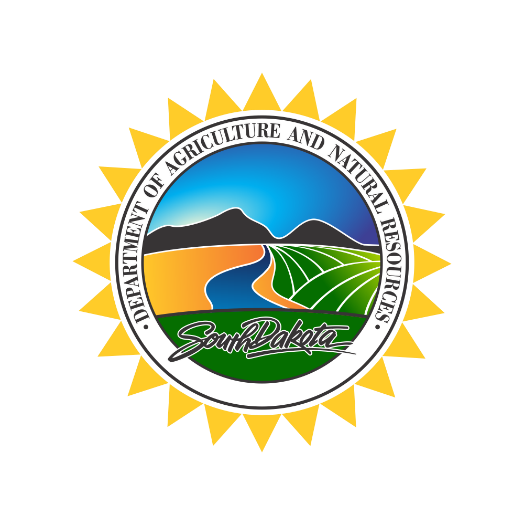 • DEPARTMENT OF AGRICULTURE AND NATURAL RESOURCES •
South Dakota